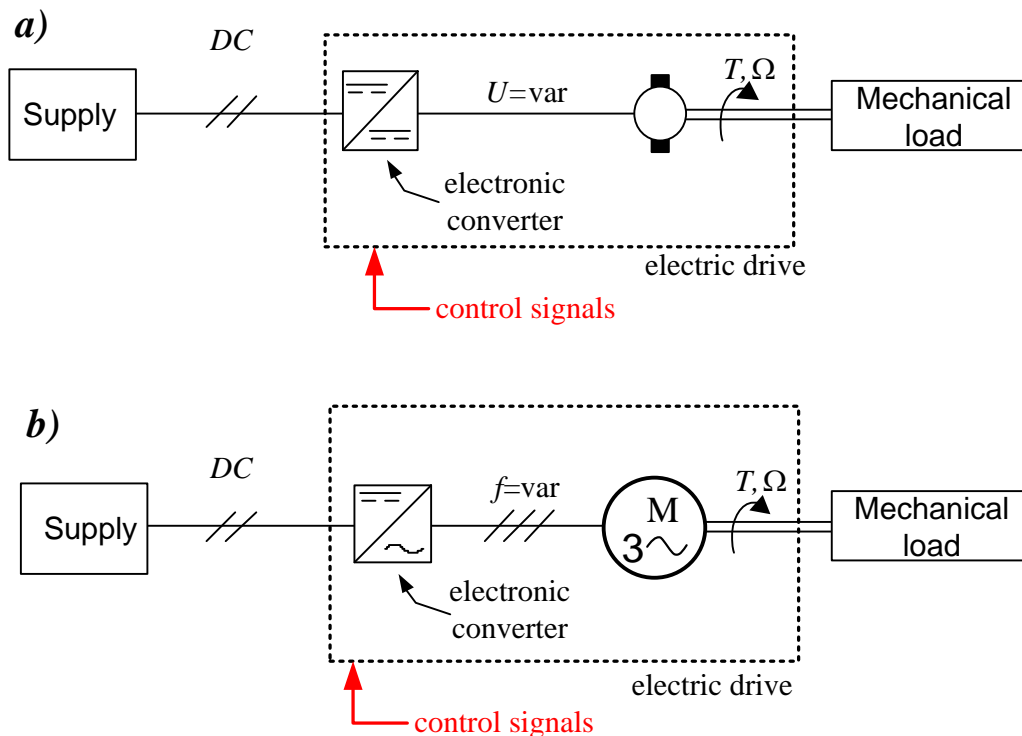 a)
DC
Supply
U=var
T,Ω
Mechanical
load
electronic
converter
electric drive
control signals
b)
DC
Supply
f=var
M
3
T,Ω
Mechanical
load
electronic
converter
electric drive
control signals